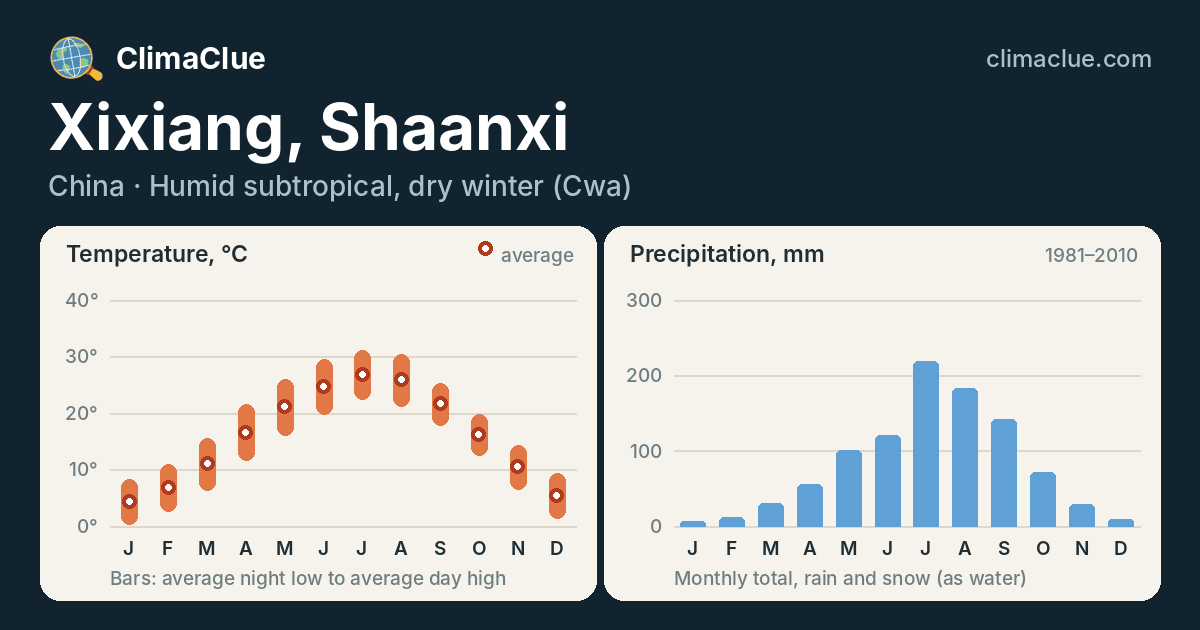 ClimaClue
climaclue.com
Xixiang, Shaanxi
China · Humid subtropical, dry winter (Cwa)
Temperature, °C
average
40°
30°
20°
10°
0°
J F M A M J J A S O N D
Bars: average night low to average day high
Precipitation, mm
1981–2010
300
200
100
0
J F M A M J J A S O N D
Monthly total, rain and snow (as water)